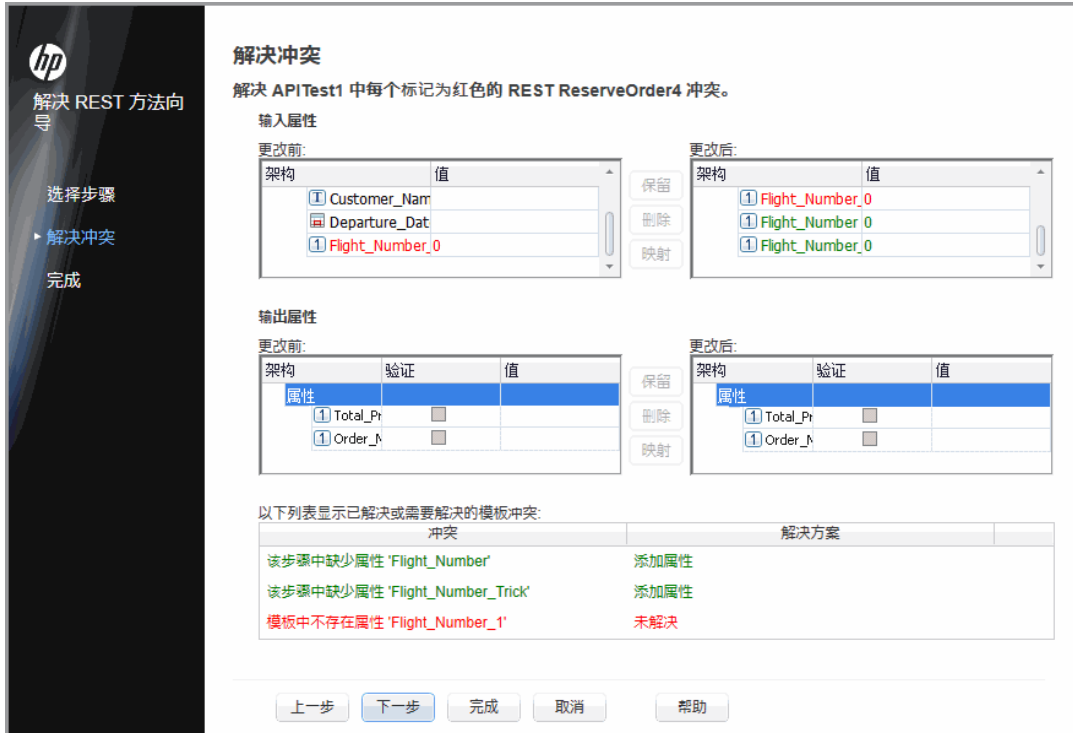 hp
解决 REST 方法向
导
选择步骤
解决冲突
完成
解决冲突
解决 APITest1 中每个标记为红色的 REST ReserveOrder4 冲突。
输入属性
更改前:
架构 值
Customer_Nam
Departure_Dat
Flight_Number_ 0
保留
删除
映射
更改后:
架构 值
Flight_Number_ 0
Flight_Number 0
Flight_Number_ 0
输出属性
更改前:
架构 验证 值
属性
Total_Pr
Order_N
保留
删除
映射
更改后:
架构 验证 值
属性
Total_Pr
Order_N
以下列表显示已解决或需要解决的模板冲突:
冲突 解决方案
该步骤中缺少属性 'Flight_Number' 添加属性
该步骤中缺少属性 'Flight_Number_Trick' 添加属性
模板中不存在属性 'Flight_Number_1' 未解决
上一步 下一步 完成 取消 帮助